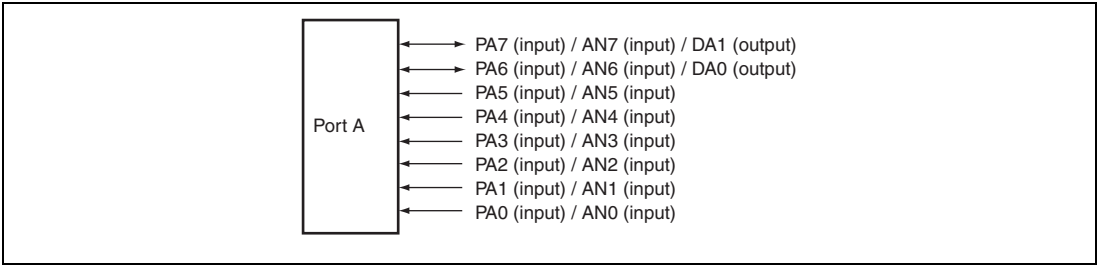 PA7 (input) / AN7 (input) / DA1 (output)
PA6 (input) / AN6 (input) / DA0 (output)
PA5 (input) / AN5 (input)
PA4 (input) / AN4 (input)
Port A
PA3 (input) / AN3 (input)
PA2 (input) / AN2 (input)
PA1 (input) / AN1 (input)
PA0 (input) / AN0 (input)